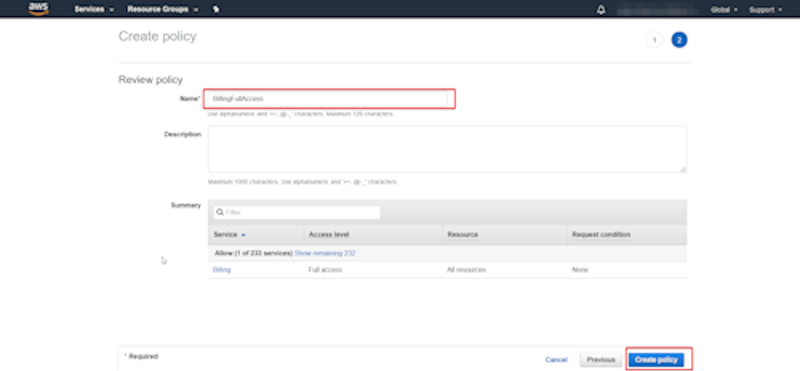 aws Services Resource Groups Global Support
Create policy 1 2
Review policy
Name* BillingFullAccess
Use alphanumeric and '+=,.@-_' characters. Maximum 128 characters.
Description
Maximum 1000 characters. Use alphanumeric and '+=,.@-_' characters.
Summary Filter
Service Access level Resource Request condition
Allow (1 of 233 services) Show remaining 232
Billing Full access All resources None
* Required Cancel Previous Create policy